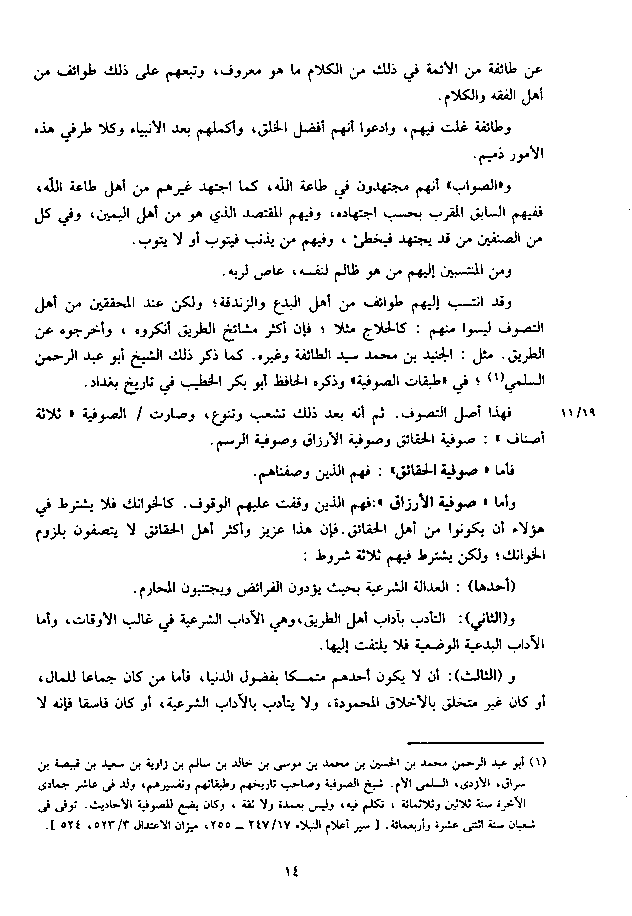 عن طائفة من الأئمة في ذلك من الكلام ما هو معروف، وتبعهم على ذلك طوائف من
أهل الفقه والكلام.
وطائفة غلت فيهم، وادعوا أنهم أفضل الخلق، وأكملهم بعد الأنبياء وكلا طرفي هذه
الأمور ذميم.
و«الصواب» أنهم مجتهدون في طاعة الله، كما اجتهد غيرهم من أهل طاعة الله،
ففيهم السابق المقرب بحسب اجتهاده، وفيهم المقتصد الذي هو من أهل اليمين، وفي كل
من الصنفين من قد يجتهد فيخطئ ، وفيهم من يذنب فيتوب أو لا يتوب.
ومن المنتسبين إليهم من هو ظالم لنفسه، عاص لربه.
وقد انتسب إليهم طوائف من أهل البدع والزندقة؛ ولكن عند المحققين من أهل
التصوف ليسوا منهم : كالحلاج مثلا ؛ فإن أكثر مشائخ الطريق أنكروه ، وأخرجوه عن
الطريق. مثل : الجنيد بن محمد سيد الطائفة وغيره. كما ذكر ذلك الشيخ أبو عبد الرحمن
السلمي(١) ؛ في «طبقات الصوفية» وذكره الحافظ أبو بكر الخطيب في تاريخ بغداد.
١١/١٩ فهذا أصل التصوف. ثم أنه بعد ذلك تشعب وتنوع، وصارت / الصوفية « ثلاثة
أصناف » : صوفية الحقائق وصوفية الأرزاق وصوفية الرسم.
فأما « صوفية الحقائق» : فهم الذين وصفناهم.
وأما « صوفية الأرزاق »:فهم الذين وقفت عليهم الوقوف. كالخوانك فلا يشترط في
هؤلاء أن يكونوا من أهل الحقائق.فإن هذا عزيز وأكثر أهل الحقائق لا يتصفون بلزوم
الخوانك؛ ولكن يشترط فيهم ثلاثة شروط :
(أحدها) : العدالة الشرعية بحيث يؤدون الفرائض ويجتنبون المحارم.
و(الثاني): التأدب بآداب أهل الطريق،وهي الآداب الشرعية في غالب الأوقات، وأما
الآداب البدعية الوضعية فلا يلتفت إليها.
و (الثالث): أن لا يكون أحدهم متمسكا بفضول الدنيا، فأما من كان جماعا للمال،
أو كان غير متخلق بالأخلاق المحمودة، ولا يتأدب بالآداب الشرعية، أو كان فاسقا فإنه لا
(١) أبو عبد الرحمن محمد بن الحسين بن محمد بن موسى بن خالد بن سالم بن زاوية بن سعيد بن قبيصة بن
سراق، الأزدى، السلمى الأم. شيخ الصوفية وصاحب تاريخهم وطبقاتهم وتفسيرهم، ولد فى عاشر جمادى
الآخرة سنة ثلاثين وثلاثمائة ، تكلم فيه، وليس بعمدة ولا ثقة ، وكان يضع للصوفية الأحاديث. توفى فى
شعبان سنة اثنتى عشرة وأربعمائة. [ سير أعلام النبلاء ٢٤٧/١٧ – ٢٥٥، ميزان الاعتدال ٥٢٣/٣، ٥٢٤ ].
١٤